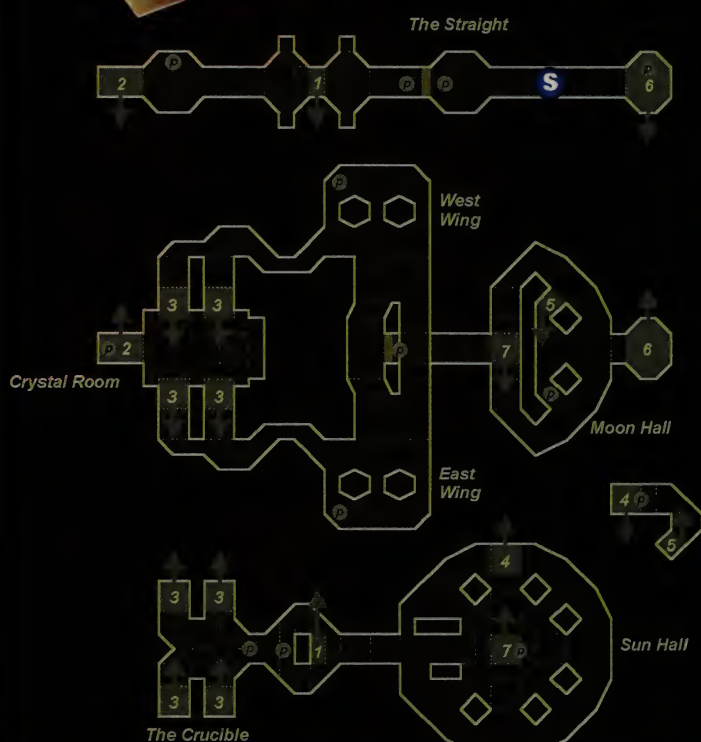 The Straight
p
2
1
p
p
S
p
6
p
West
Wing
3
3
5
p
2
p
7
6
Crystal Room
3
3
p
Moon Hall
East
Wing
4
p
p
5
4
3
3
p
p
1
7
p
Sun Hall
3
3
The Crucible